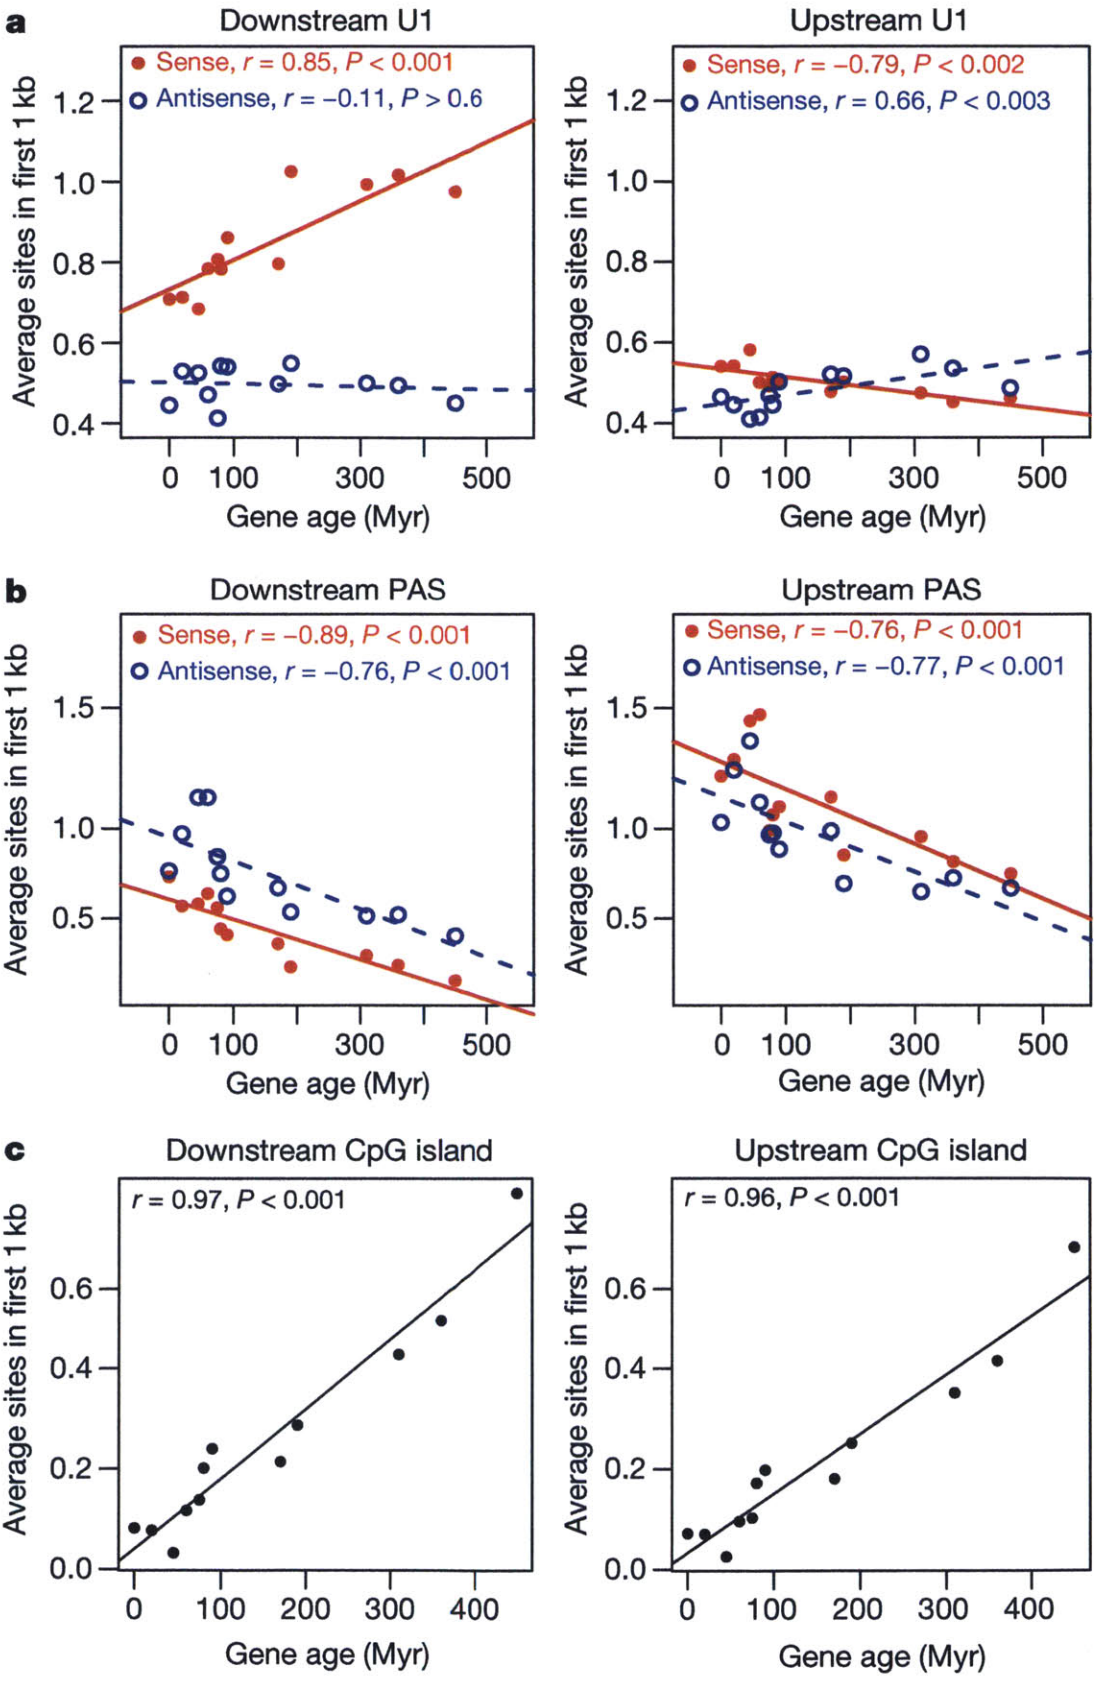 a
Downstream U1
Sense, r = 0.85, P < 0.001
Antisense, r = −0.11, P > 0.6
Average sites in first 1 kb
1.2
1.0
0.8
0.6
0.4
0 100 300 500
Gene age (Myr)
Upstream U1
Sense, r = −0.79, P < 0.002
Antisense, r = 0.66, P < 0.003
Average sites in first 1 kb
1.2
1.0
0.8
0.6
0.4
0 100 300 500
Gene age (Myr)
b
Downstream PAS
Sense, r = −0.89, P < 0.001
Antisense, r = −0.76, P < 0.001
Average sites in first 1 kb
1.5
1.0
0.5
0 100 300 500
Gene age (Myr)
Upstream PAS
Sense, r = −0.76, P < 0.001
Antisense, r = −0.77, P < 0.001
Average sites in first 1 kb
1.5
1.0
0.5
0 100 300 500
Gene age (Myr)
c
Downstream CpG island
r = 0.97, P < 0.001
Average sites in first 1 kb
0.6
0.4
0.2
0.0
0 100 200 300 400
Gene age (Myr)
Upstream CpG island
r = 0.96, P < 0.001
Average sites in first 1 kb
0.6
0.4
0.2
0.0
0 100 200 300 400
Gene age (Myr)